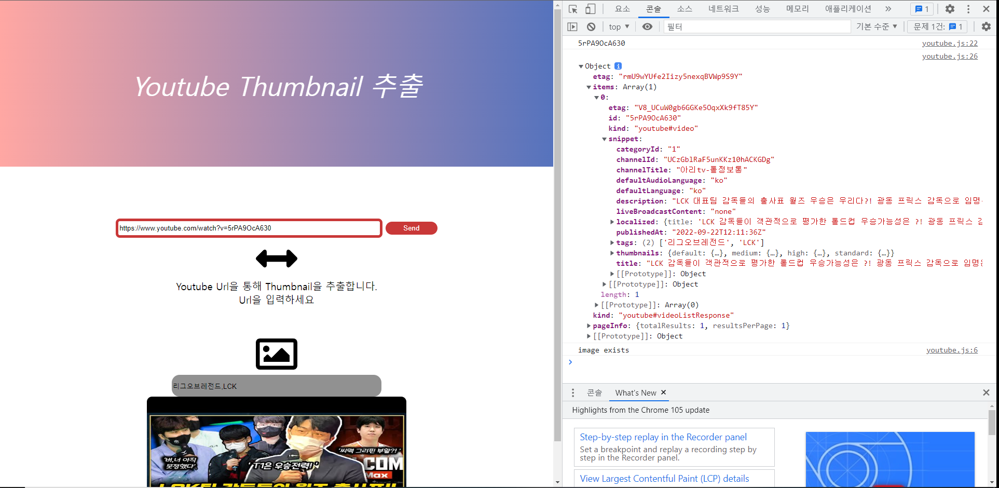 Youtube Thumbnail 추출
https://www.youtube.com/watch?v=5rPA9OcA630
Send
Youtube Url을 통해 Thumbnail을 추출합니다.
Url을 입력하세요
리그오브레전드,LCK
'버,너 아직
못정했다'
'T1은 우승전력!'
'씨맥 그리핀 부활?!'
COM
Max
요소 콘솔 소스 네트워크 성능 메모리 애플리케이션 » 1
top 필터 기본 수준 문제 1건: 1
5rPA9OcA630 youtube.js:22
youtube.js:26
Object i
etag: "rmU9wYUfe2Iizy5nexqBVWp9S9Y"
items: Array(1)
0:
etag: "V8_UCuW0gb6GGKe5OqxXk9fT85Y"
id: "5rPA9OcA630"
kind: "youtube#video"
snippet:
categoryId: "1"
channelId: "UCzGblRaF5unKKz10hACKGDg"
channelTitle: "아리tv-롤정보통"
defaultAudioLanguage: "ko"
defaultLanguage: "ko"
description: "LCK 대표팀 감독들의 출사표 월즈 우승은 우리다?! 광동 프릭스 감독으로 임명
liveBroadcastContent: "none"
localized: {title: 'LCK 감독들이 객관적으로 평가한 롤드컵 우승가능성은 ?! 광동 프릭스
publishedAt: "2022-09-22T12:11:36Z"
tags: (2) ['리그오브레전드', 'LCK']
thumbnails: {default: {…}, medium: {…}, high: {…}, standard: {…}}
title: "LCK 감독들이 객관적으로 평가한 롤드컵 우승가능성은 ?! 광동 프릭스 감독으로 임명
[[Prototype]]: Object
[[Prototype]]: Object
length: 1
[[Prototype]]: Array(0)
kind: "youtube#videoListResponse"
pageInfo: {totalResults: 1, resultsPerPage: 1}
[[Prototype]]: Object
image exists youtube.js:6
콘솔 What's New
Highlights from the Chrome 105 update
Step-by-step replay in the Recorder panel
Set a breakpoint and replay a recording step by
step in the Recorder panel.
View Largest Contentful Paint (LCP) details